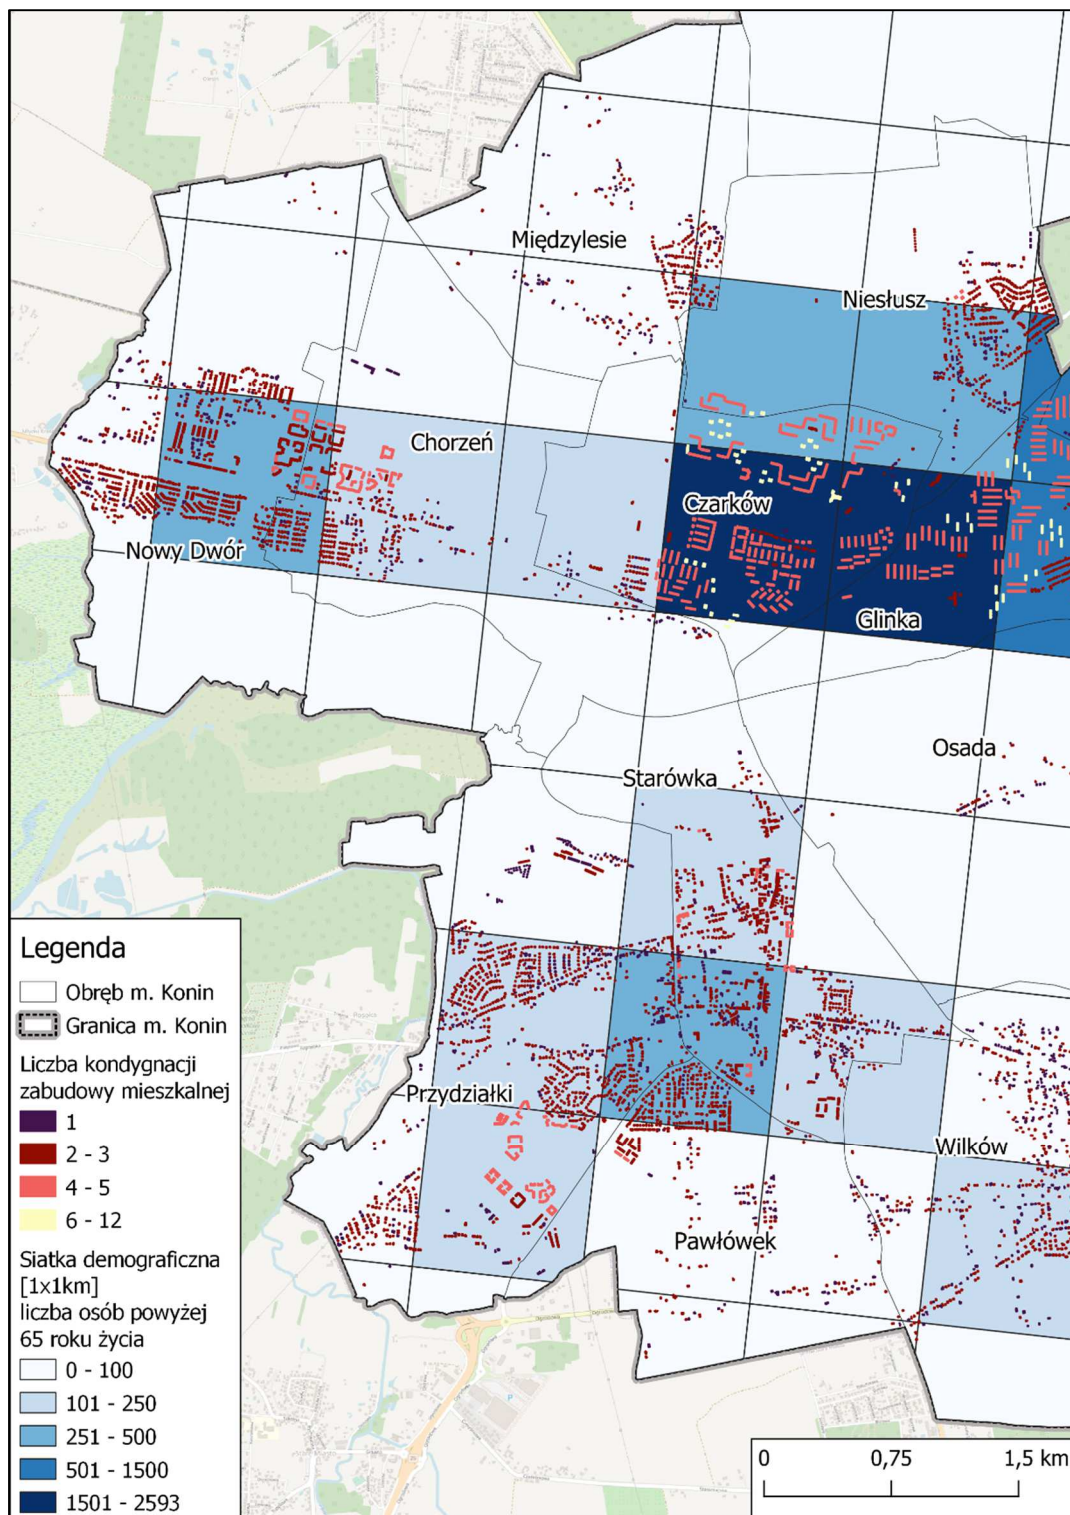 Międzylesie
Niesłusz
Chorzeń
Czarków
Nowy Dwór
Glinka
Osada
Starówka
Przydziałki
Wilków
Pawłówek
Legenda
Obręb m. Konin
Granica m. Konin
Liczba kondygnacji
zabudowy mieszkalnej
1
2 - 3
4 - 5
6 - 12
Siatka demograficzna
[1x1km]
liczba osób powyżej
65 roku życia
0 - 100
101 - 250
251 - 500
501 - 1500
1501 - 2593
0 0,75 1,5 km